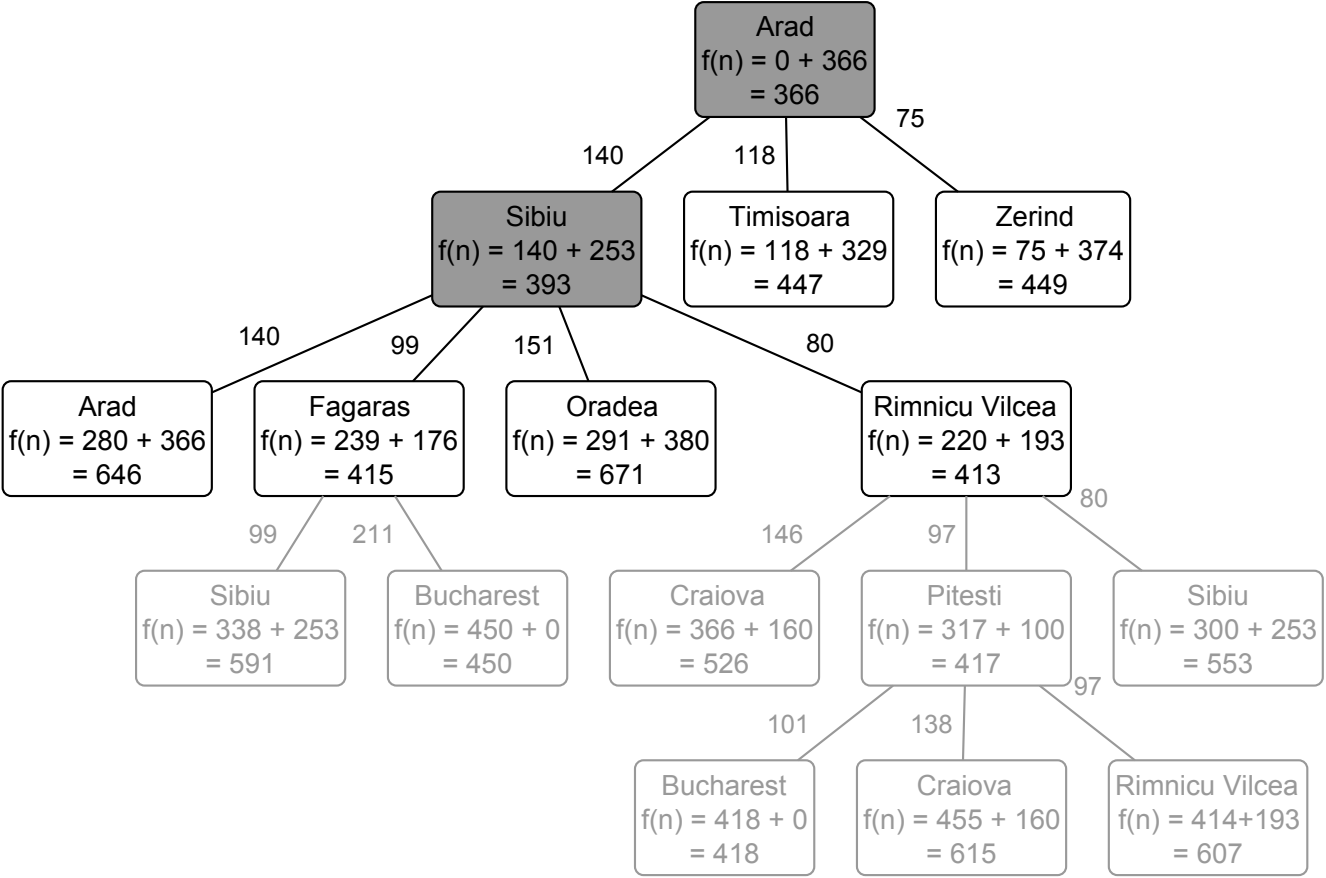 Arad
f(n) = 0 + 366
= 366
140
118
75
Sibiu
f(n) = 140 + 253
= 393
Timisoara
f(n) = 118 + 329
= 447
Zerind
f(n) = 75 + 374
= 449
140
99
151
80
Arad
f(n) = 280 + 366
= 646
Fagaras
f(n) = 239 + 176
= 415
Oradea
f(n) = 291 + 380
= 671
Rimnicu Vilcea
f(n) = 220 + 193
= 413
99
211
146
97
80
Sibiu
f(n) = 338 + 253
= 591
Bucharest
f(n) = 450 + 0
= 450
Craiova
f(n) = 366 + 160
= 526
Pitesti
f(n) = 317 + 100
= 417
Sibiu
f(n) = 300 + 253
= 553
101
138
97
Bucharest
f(n) = 418 + 0
= 418
Craiova
f(n) = 455 + 160
= 615
Rimnicu Vilcea
f(n) = 414+193
= 607